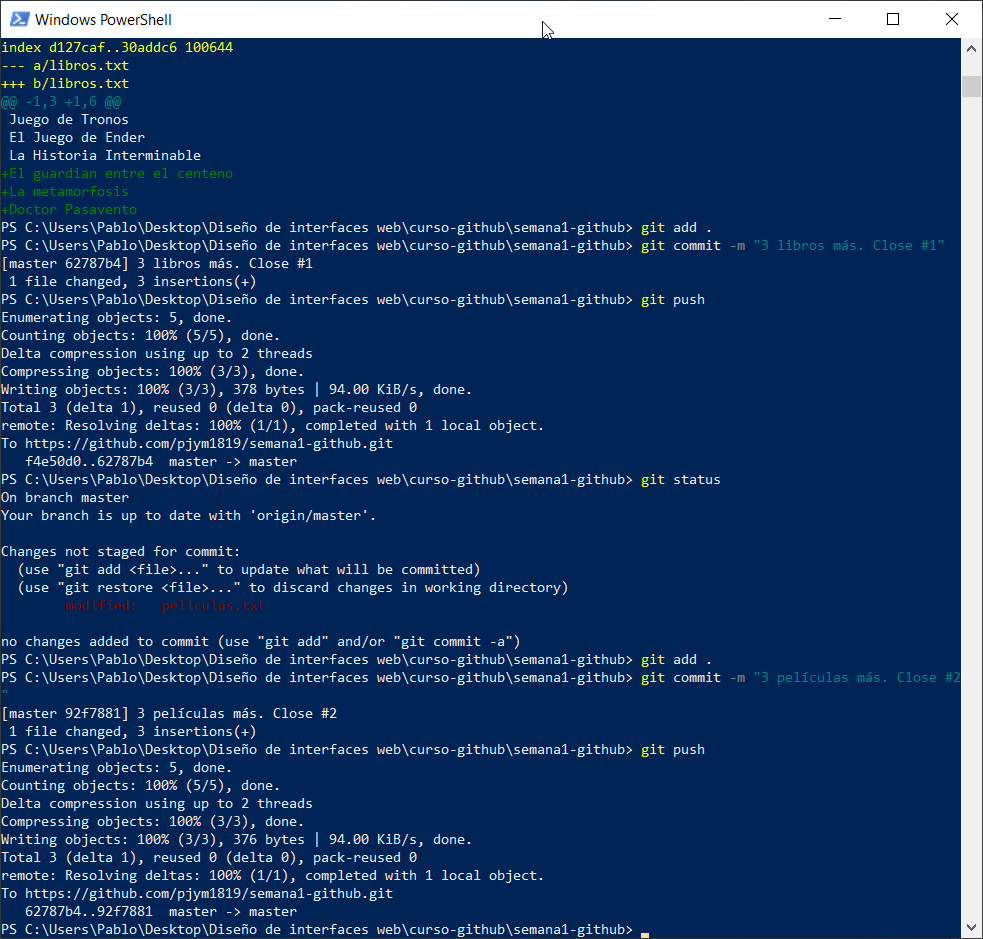 Windows PowerShell
index d127caf..30addc6 100644
--- a/libros.txt
+++ b/libros.txt
@@ -1,3 +1,6 @@
 Juego de Tronos
 El Juego de Ender
 La Historia Interminable
+El guardian entre el centeno
+La metamorfosis
+Doctor Pasavento
PS C:\Users\Pablo\Desktop\Diseño de interfaces web\curso-github\semana1-github> git add .
PS C:\Users\Pablo\Desktop\Diseño de interfaces web\curso-github\semana1-github> git commit -m "3 libros más. Close #1"
[master 62787b4] 3 libros más. Close #1
 1 file changed, 3 insertions(+)
PS C:\Users\Pablo\Desktop\Diseño de interfaces web\curso-github\semana1-github> git push
Enumerating objects: 5, done.
Counting objects: 100% (5/5), done.
Delta compression using up to 2 threads
Compressing objects: 100% (3/3), done.
Writing objects: 100% (3/3), 378 bytes | 94.00 KiB/s, done.
Total 3 (delta 1), reused 0 (delta 0), pack-reused 0
remote: Resolving deltas: 100% (1/1), completed with 1 local object.
To https://github.com/pjym1819/semana1-github.git
   f4e50d0..62787b4  master -> master
PS C:\Users\Pablo\Desktop\Diseño de interfaces web\curso-github\semana1-github> git status
On branch master
Your branch is up to date with 'origin/master'.

Changes not staged for commit:
  (use "git add <file>..." to update what will be committed)
  (use "git restore <file>..." to discard changes in working directory)
        modified:   peliculas.txt

no changes added to commit (use "git add" and/or "git commit -a")
PS C:\Users\Pablo\Desktop\Diseño de interfaces web\curso-github\semana1-github> git add .
PS C:\Users\Pablo\Desktop\Diseño de interfaces web\curso-github\semana1-github> git commit -m "3 películas más. Close #2
"
[master 92f7881] 3 películas más. Close #2
 1 file changed, 3 insertions(+)
PS C:\Users\Pablo\Desktop\Diseño de interfaces web\curso-github\semana1-github> git push
Enumerating objects: 5, done.
Counting objects: 100% (5/5), done.
Delta compression using up to 2 threads
Compressing objects: 100% (3/3), done.
Writing objects: 100% (3/3), 376 bytes | 94.00 KiB/s, done.
Total 3 (delta 1), reused 0 (delta 0), pack-reused 0
remote: Resolving deltas: 100% (1/1), completed with 1 local object.
To https://github.com/pjym1819/semana1-github.git
   62787b4..92f7881  master -> master
PS C:\Users\Pablo\Desktop\Diseño de interfaces web\curso-github\semana1-github>